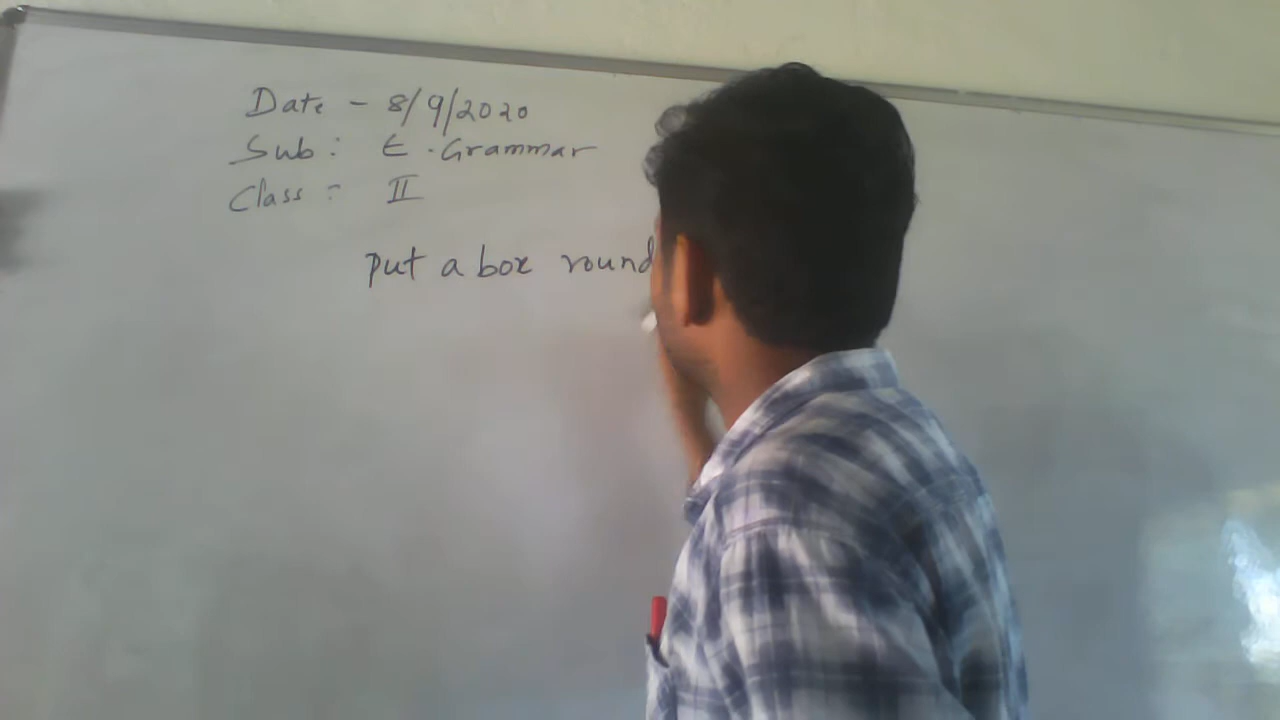 Date - 8/9/2020
Sub: E. Grammar
Class: II
put a box round